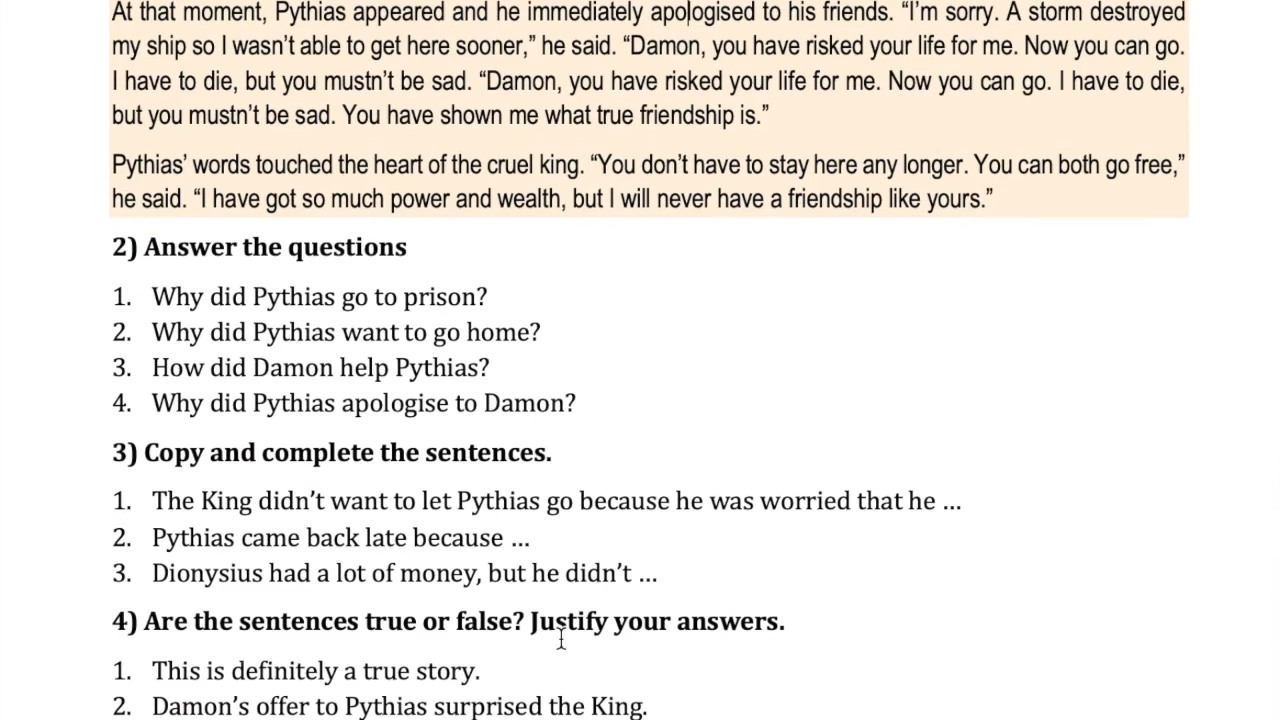 At that moment, Pythias appeared and he immediately apologised to his friends. “I’m sorry. A storm destroyed
my ship so I wasn’t able to get here sooner,” he said. “Damon, you have risked your life for me. Now you can go.
I have to die, but you mustn’t be sad. “Damon, you have risked your life for me. Now you can go. I have to die,
but you mustn’t be sad. You have shown me what true friendship is.”
Pythias’ words touched the heart of the cruel king. “You don’t have to stay here any longer. You can both go free,”
he said. “I have got so much power and wealth, but I will never have a friendship like yours.”
2) Answer the questions
1. Why did Pythias go to prison?
2. Why did Pythias want to go home?
3. How did Damon help Pythias?
4. Why did Pythias apologise to Damon?
3) Copy and complete the sentences.
1. The King didn’t want to let Pythias go because he was worried that he …
2. Pythias came back late because …
3. Dionysius had a lot of money, but he didn’t …
4) Are the sentences true or false? Justify your answers.
1. This is definitely a true story.
2. Damon’s offer to Pythias surprised the King.